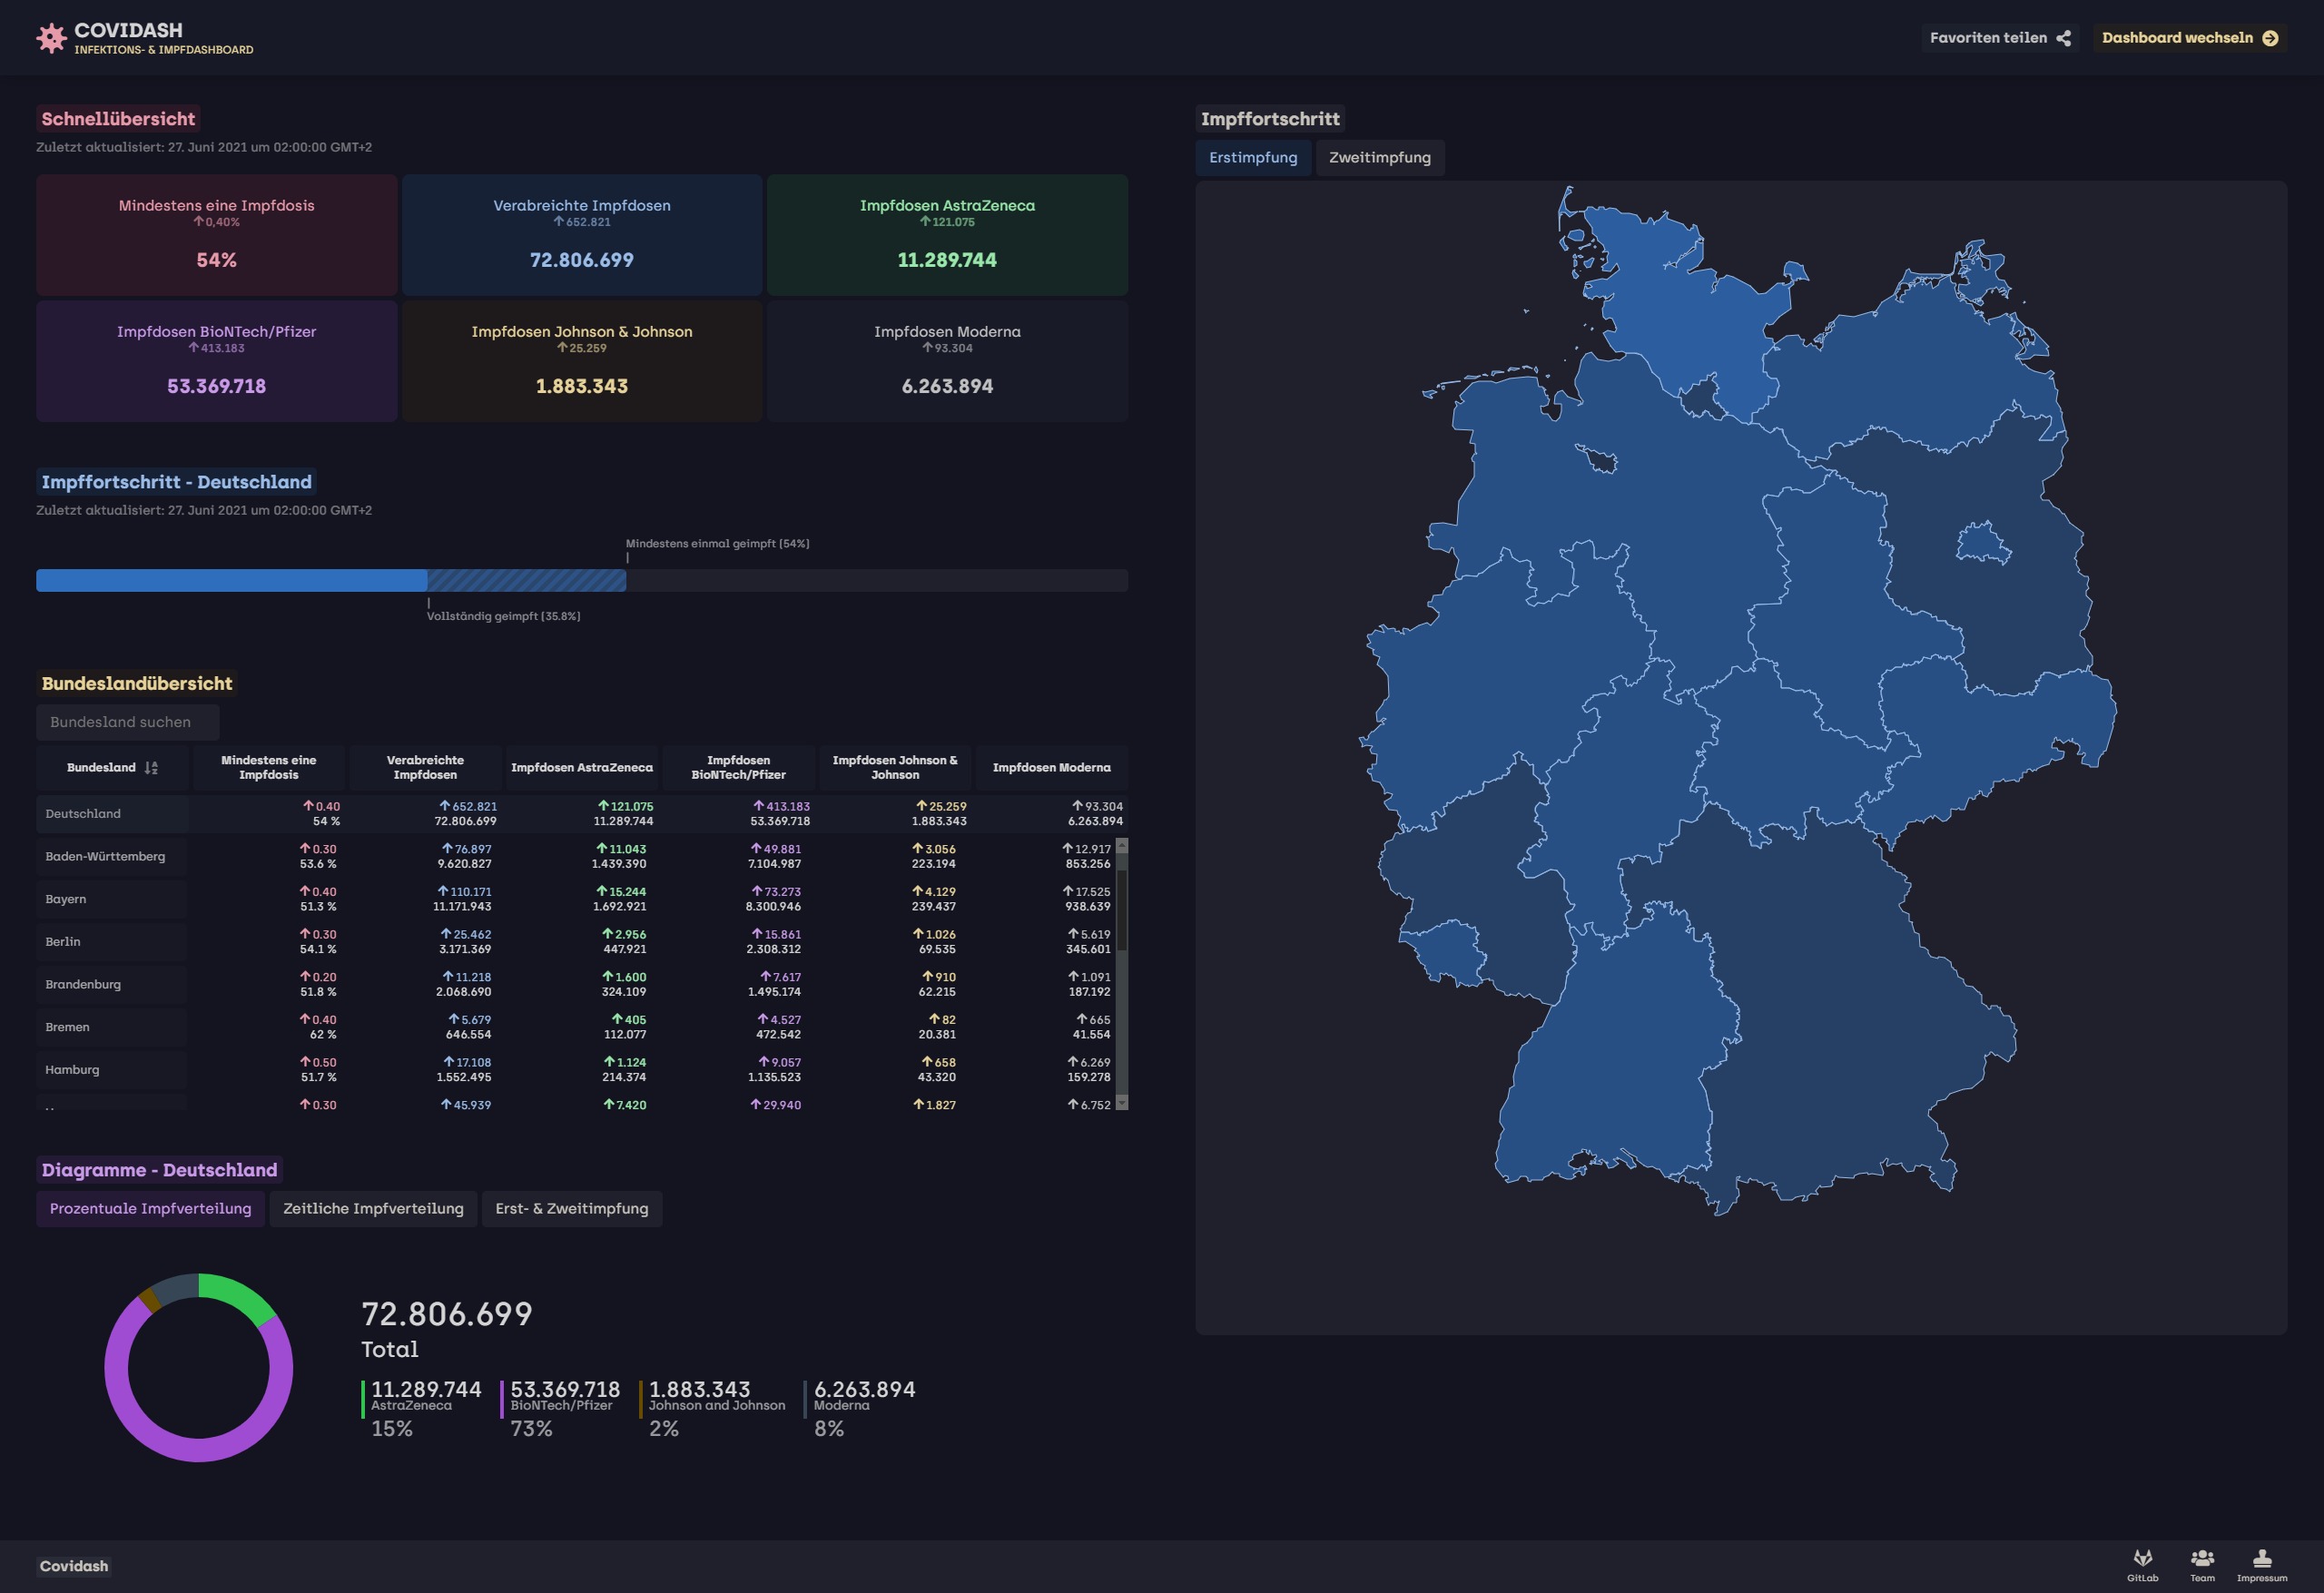 COVIDASH
INFEKTIONS- & IMPFDASHBOARD
Favoriten teilen
Dashboard wechseln
Schnellübersicht
Zuletzt aktualisiert: 27. Juni 2021 um 02:00:00 GMT+2
Mindestens eine Impfdosis
0,40%
54%
Verabreichte Impfdosen
652.821
72.806.699
Impfdosen AstraZeneca
121.075
11.289.744
Impfdosen BioNTech/Pfizer
413.183
53.369.718
Impfdosen Johnson & Johnson
25.259
1.883.343
Impfdosen Moderna
93.304
6.263.894
Impffortschritt - Deutschland
Zuletzt aktualisiert: 27. Juni 2021 um 02:00:00 GMT+2
Mindestens einmal geimpft (54%)
Vollständig geimpft (35.8%)
Bundeslandübersicht
Bundesland suchen
Bundesland Mindestens eine Impfdosis Verabreichte Impfdosen Impfdosen AstraZeneca Impfdosen BioNTech/Pfizer Impfdosen Johnson & Johnson Impfdosen Moderna
Deutschland
0.40 652.821 121.075 413.183 25.259 93.304
54 % 72.806.699 11.289.744 53.369.718 1.883.343 6.263.894
Baden-Württemberg
0.30 76.897 11.043 49.881 3.056 12.917
53.6 % 9.620.827 1.439.390 7.104.987 223.194 853.256
Bayern
0.40 110.171 15.244 73.273 4.129 17.525
51.3 % 11.171.943 1.692.921 8.300.946 239.437 938.639
Berlin
0.30 25.462 2.956 15.861 1.026 5.619
54.1 % 3.171.369 447.921 2.308.312 69.535 345.601
Brandenburg
0.20 11.218 1.600 7.617 910 1.091
51.8 % 2.068.690 324.109 1.495.174 62.215 187.192
Bremen
0.40 5.679 405 4.527 82 665
62 % 646.554 112.077 472.542 20.381 41.554
Hamburg
0.50 17.108 1.124 9.057 658 6.269
51.7 % 1.552.495 214.374 1.135.523 43.320 159.278
0.30 45.939 7.420 29.940 1.827 6.752
Diagramme - Deutschland
Prozentuale Impfverteilung
Zeitliche Impfverteilung
Erst- & Zweitimpfung
72.806.699
Total
11.289.744
AstraZeneca
15%
53.369.718
BioNTech/Pfizer
73%
1.883.343
Johnson and Johnson
2%
6.263.894
Moderna
8%
Impffortschritt
Erstimpfung
Zweitimpfung
Covidash
GitLab
Team
Impressum